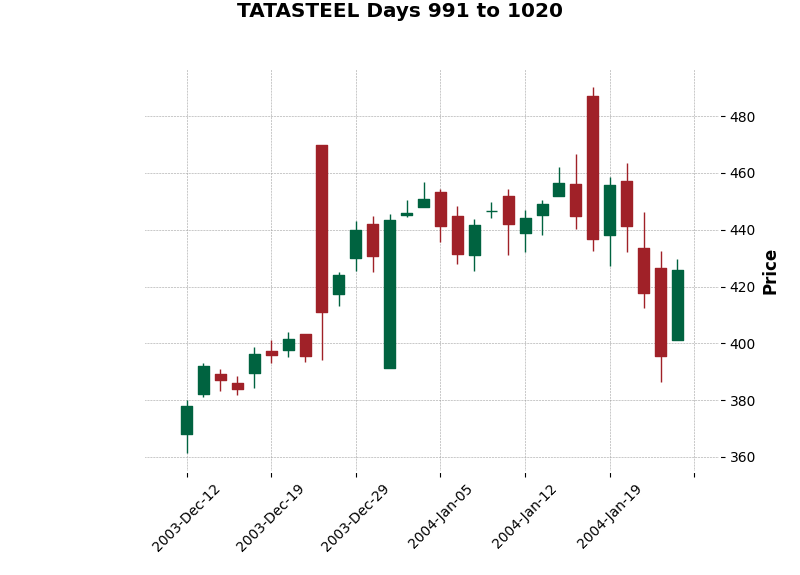 TATASTEEL Days 991 to 1020
480
460
440
420
400
380
360
Price
2003-Dec-12
2003-Dec-19
2003-Dec-29
2004-Jan-05
2004-Jan-12
2004-Jan-19